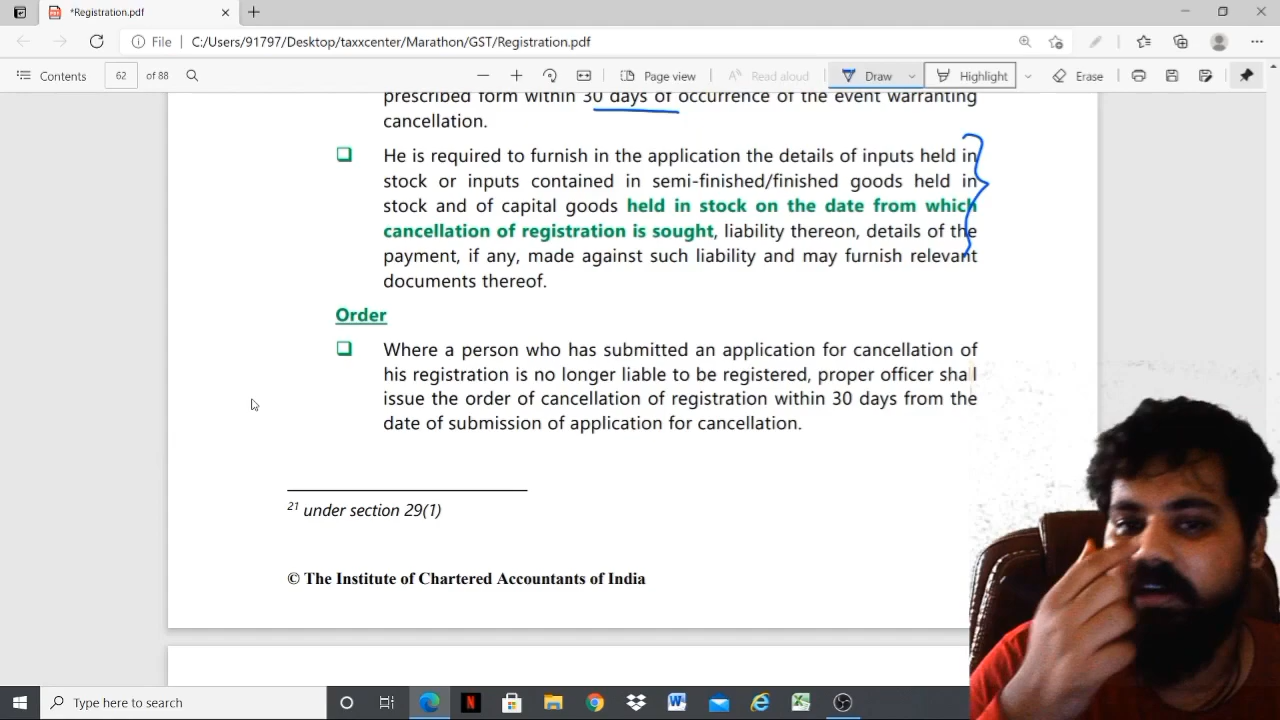 *Registration.pdf
File C:/Users/91797/Desktop/taxxcenter/Marathon/GST/Registration.pdf
Contents 62 of 88 Page view Read aloud Draw Highlight Erase
prescribed form within 30 days of occurrence of the event warranting
cancellation.
He is required to furnish in the application the details of inputs held in
stock or inputs contained in semi-finished/finished goods held in
stock and of capital goods held in stock on the date from which
cancellation of registration is sought, liability thereon, details of the
payment, if any, made against such liability and may furnish relevant
documents thereof.
Order
Where a person who has submitted an application for cancellation of
his registration is no longer liable to be registered, proper officer shall
issue the order of cancellation of registration within 30 days from the
date of submission of application for cancellation.
21 under section 29(1)
© The Institute of Chartered Accountants of India
Type here to search